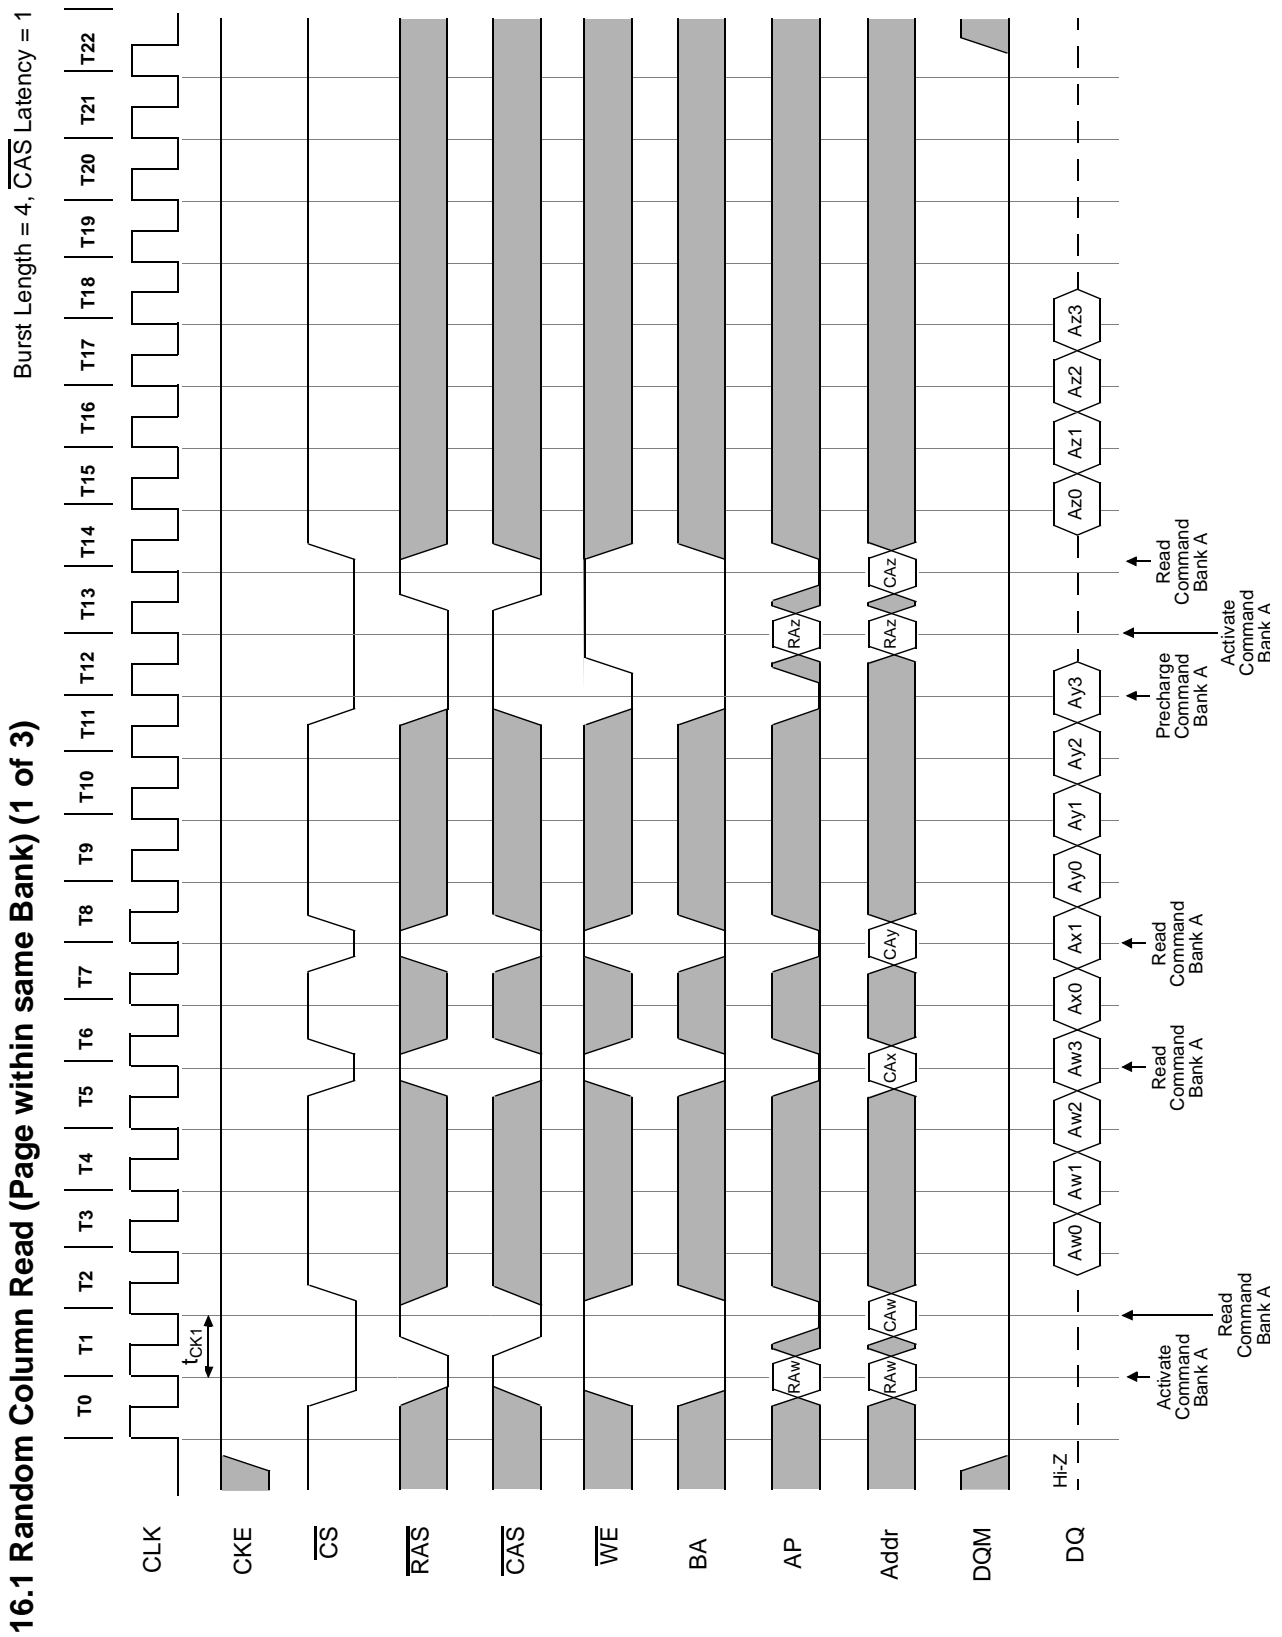 16.1 Random Column Read (Page within same Bank) (1 of 3)
Burst Length = 4, CAS Latency = 1
T0 T1 T2 T3 T4 T5 T6 T7 T8 T9 T10 T11 T12 T13 T14 T15 T16 T17 T18 T19 T20 T21 T22
CLK
tCK1
CKE
CS
RAS
CAS
WE
BA
AP
RAw RAz
Addr
RAw CAw CAx CAy RAz CAz
DQM
DQ
Hi-Z
Aw0 Aw1 Aw2 Aw3 Ax0 Ax1 Ay0 Ay1 Ay2 Ay3 Az0 Az1 Az2 Az3
Activate
Command
Bank A
Read
Command
Bank A
Read
Command
Bank A
Read
Command
Bank A
Precharge
Command
Bank A
Activate
Command
Bank A
Read
Command
Bank A